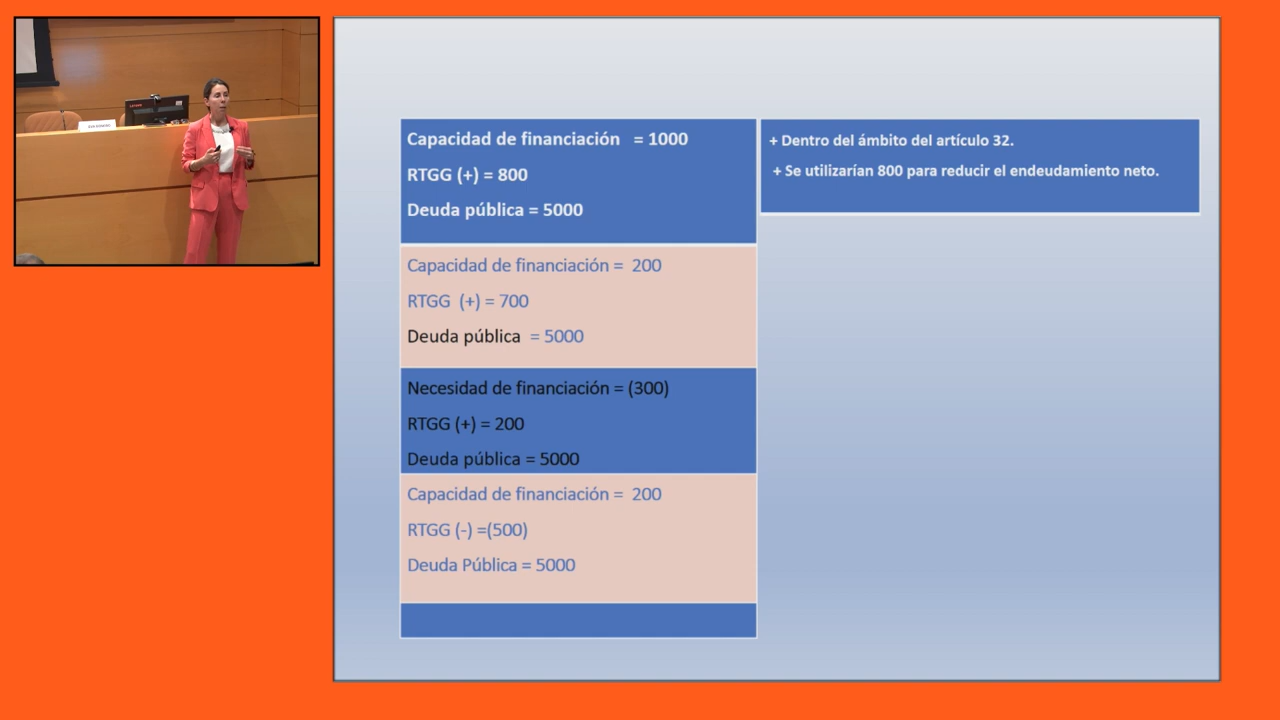 Capacidad de financiación = 1000
RTGG (+) = 800
Deuda pública = 5000
+ Dentro del ámbito del artículo 32.
+ Se utilizarían 800 para reducir el endeudamiento neto.
Capacidad de financiación = 200
RTGG (+) = 700
Deuda pública = 5000
Necesidad de financiación = (300)
RTGG (+) = 200
Deuda pública = 5000
Capacidad de financiación = 200
RTGG (-) =(500)
Deuda Pública = 5000